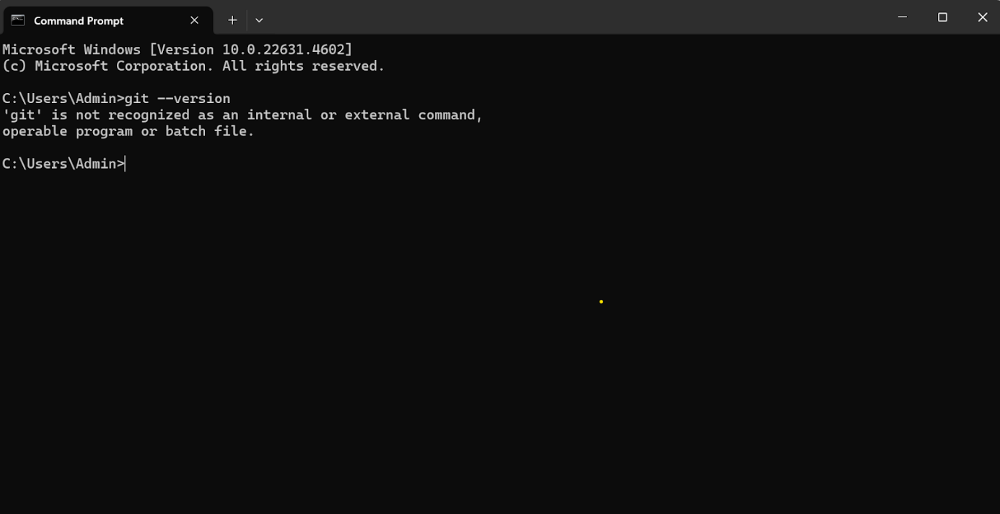 Command Prompt
Microsoft Windows [Version 10.0.22631.4602]
(c) Microsoft Corporation. All rights reserved.
C:\Users\Admin>git --version
'git' is not recognized as an internal or external command,
operable program or batch file.
C:\Users\Admin>